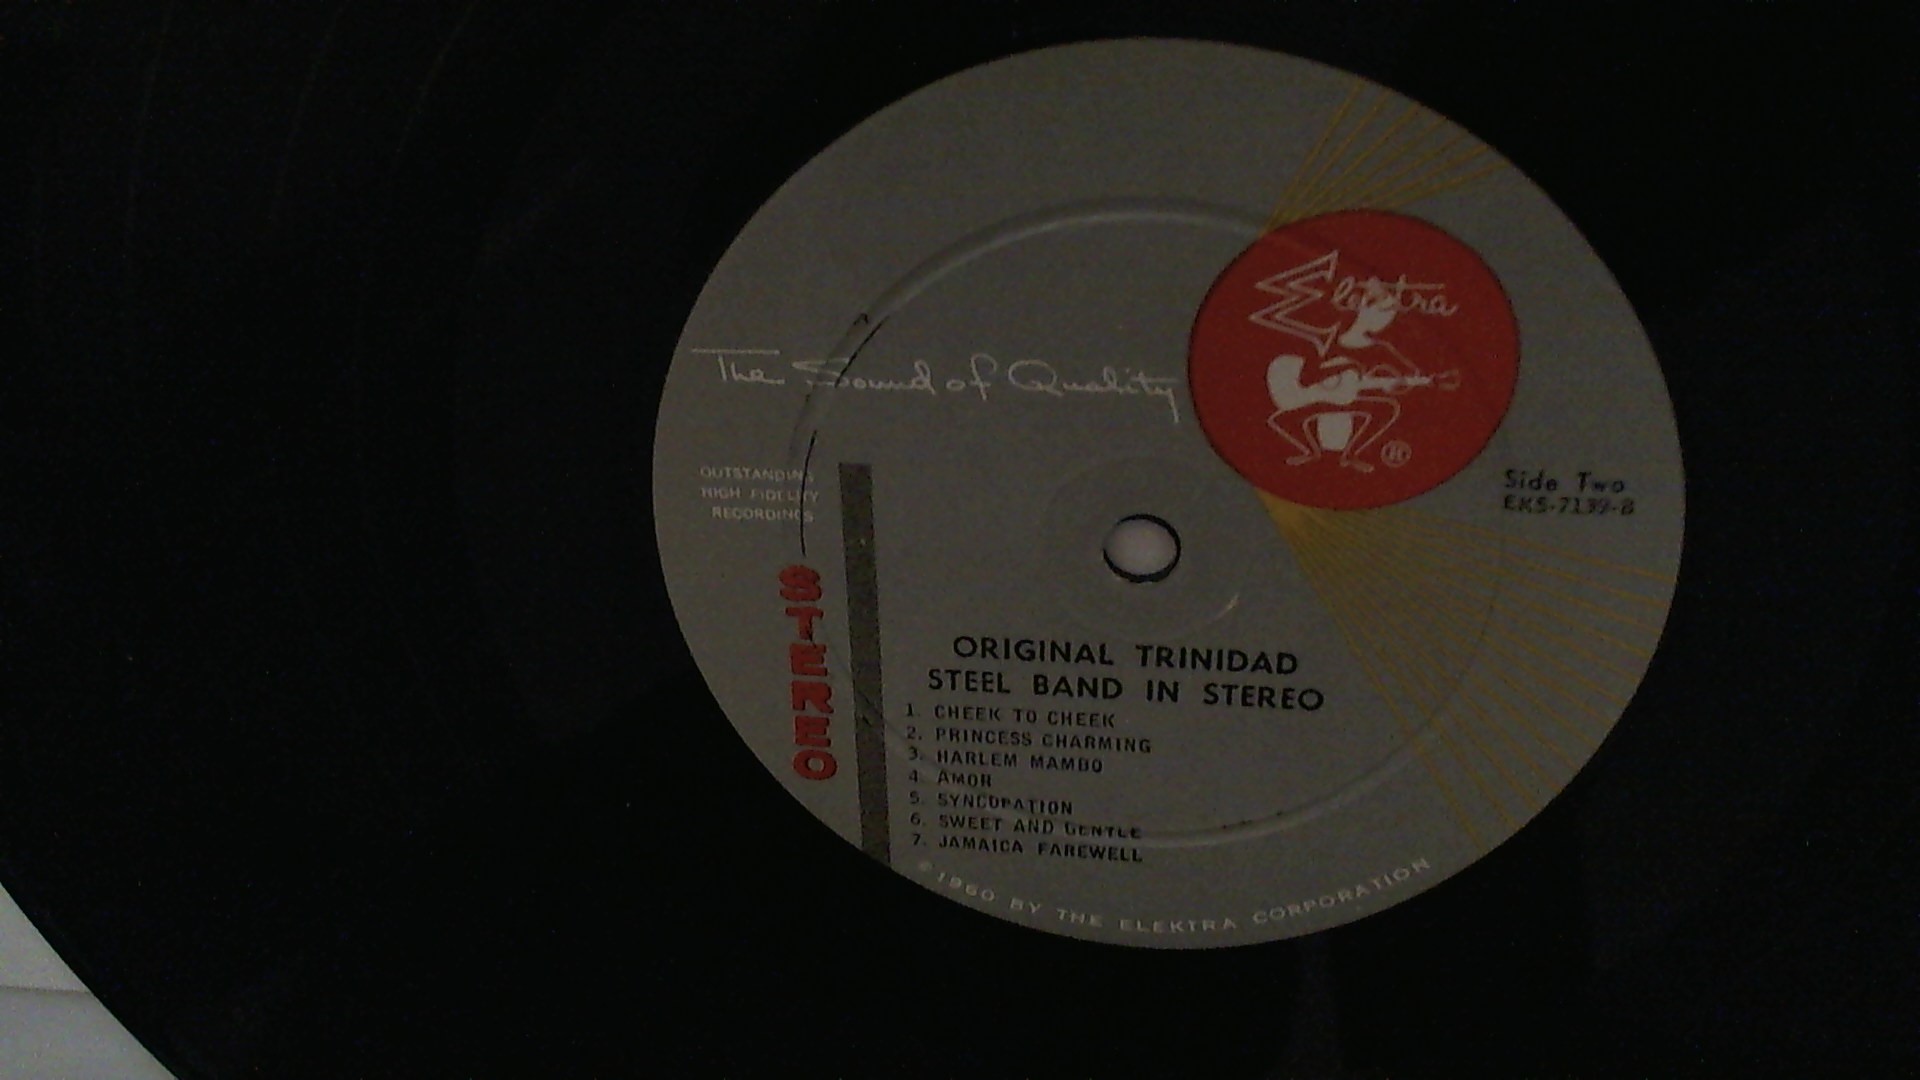 Elektra
®
The Sound of Quality
OUTSTANDING
HIGH FIDELITY
RECORDINGS
Side Two
EKS-7139-B
STEREO
ORIGINAL TRINIDAD
STEEL BAND IN STEREO
1. CHEEK TO CHEEK
2. PRINCESS CHARMING
3. HARLEM MAMBO
4. AMOR
5. SYNCOPATION
6. SWEET AND GENTLE
7. JAMAICA FAREWELL
©1960 BY THE ELEKTRA CORPORATION